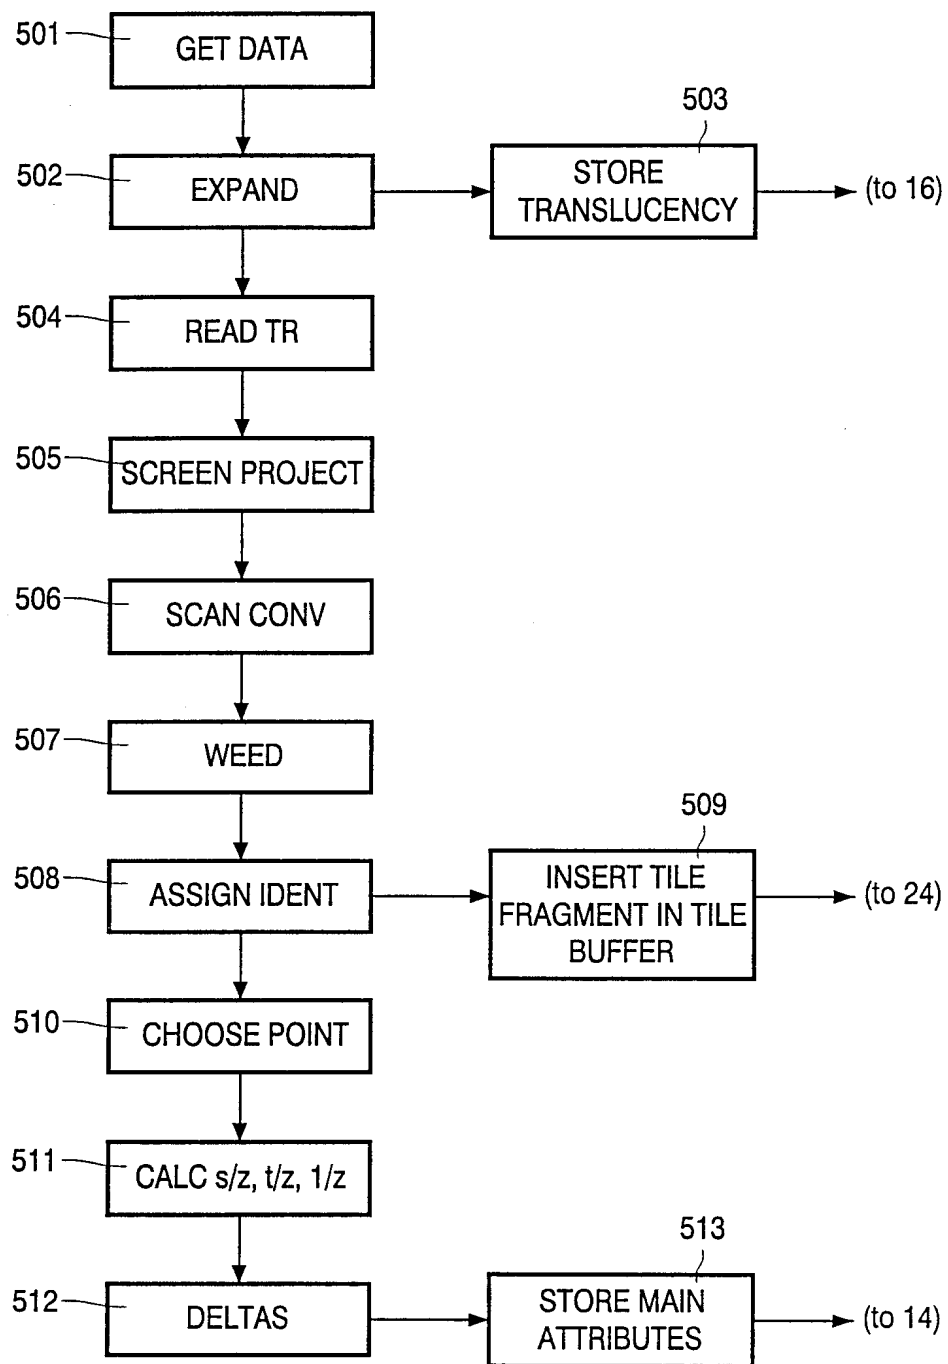 501
GET DATA
503
502
EXPAND
STORE
TRANSLUCENCY
(to 16)
504
READ TR
505
SCREEN PROJECT
506
SCAN CONV
507
WEED
509
508
ASSIGN IDENT
INSERT TILE
FRAGMENT IN TILE
BUFFER
(to 24)
510
CHOOSE POINT
511
CALC s/z, t/z, 1/z
513
512
DELTAS
STORE MAIN
ATTRIBUTES
(to 14)